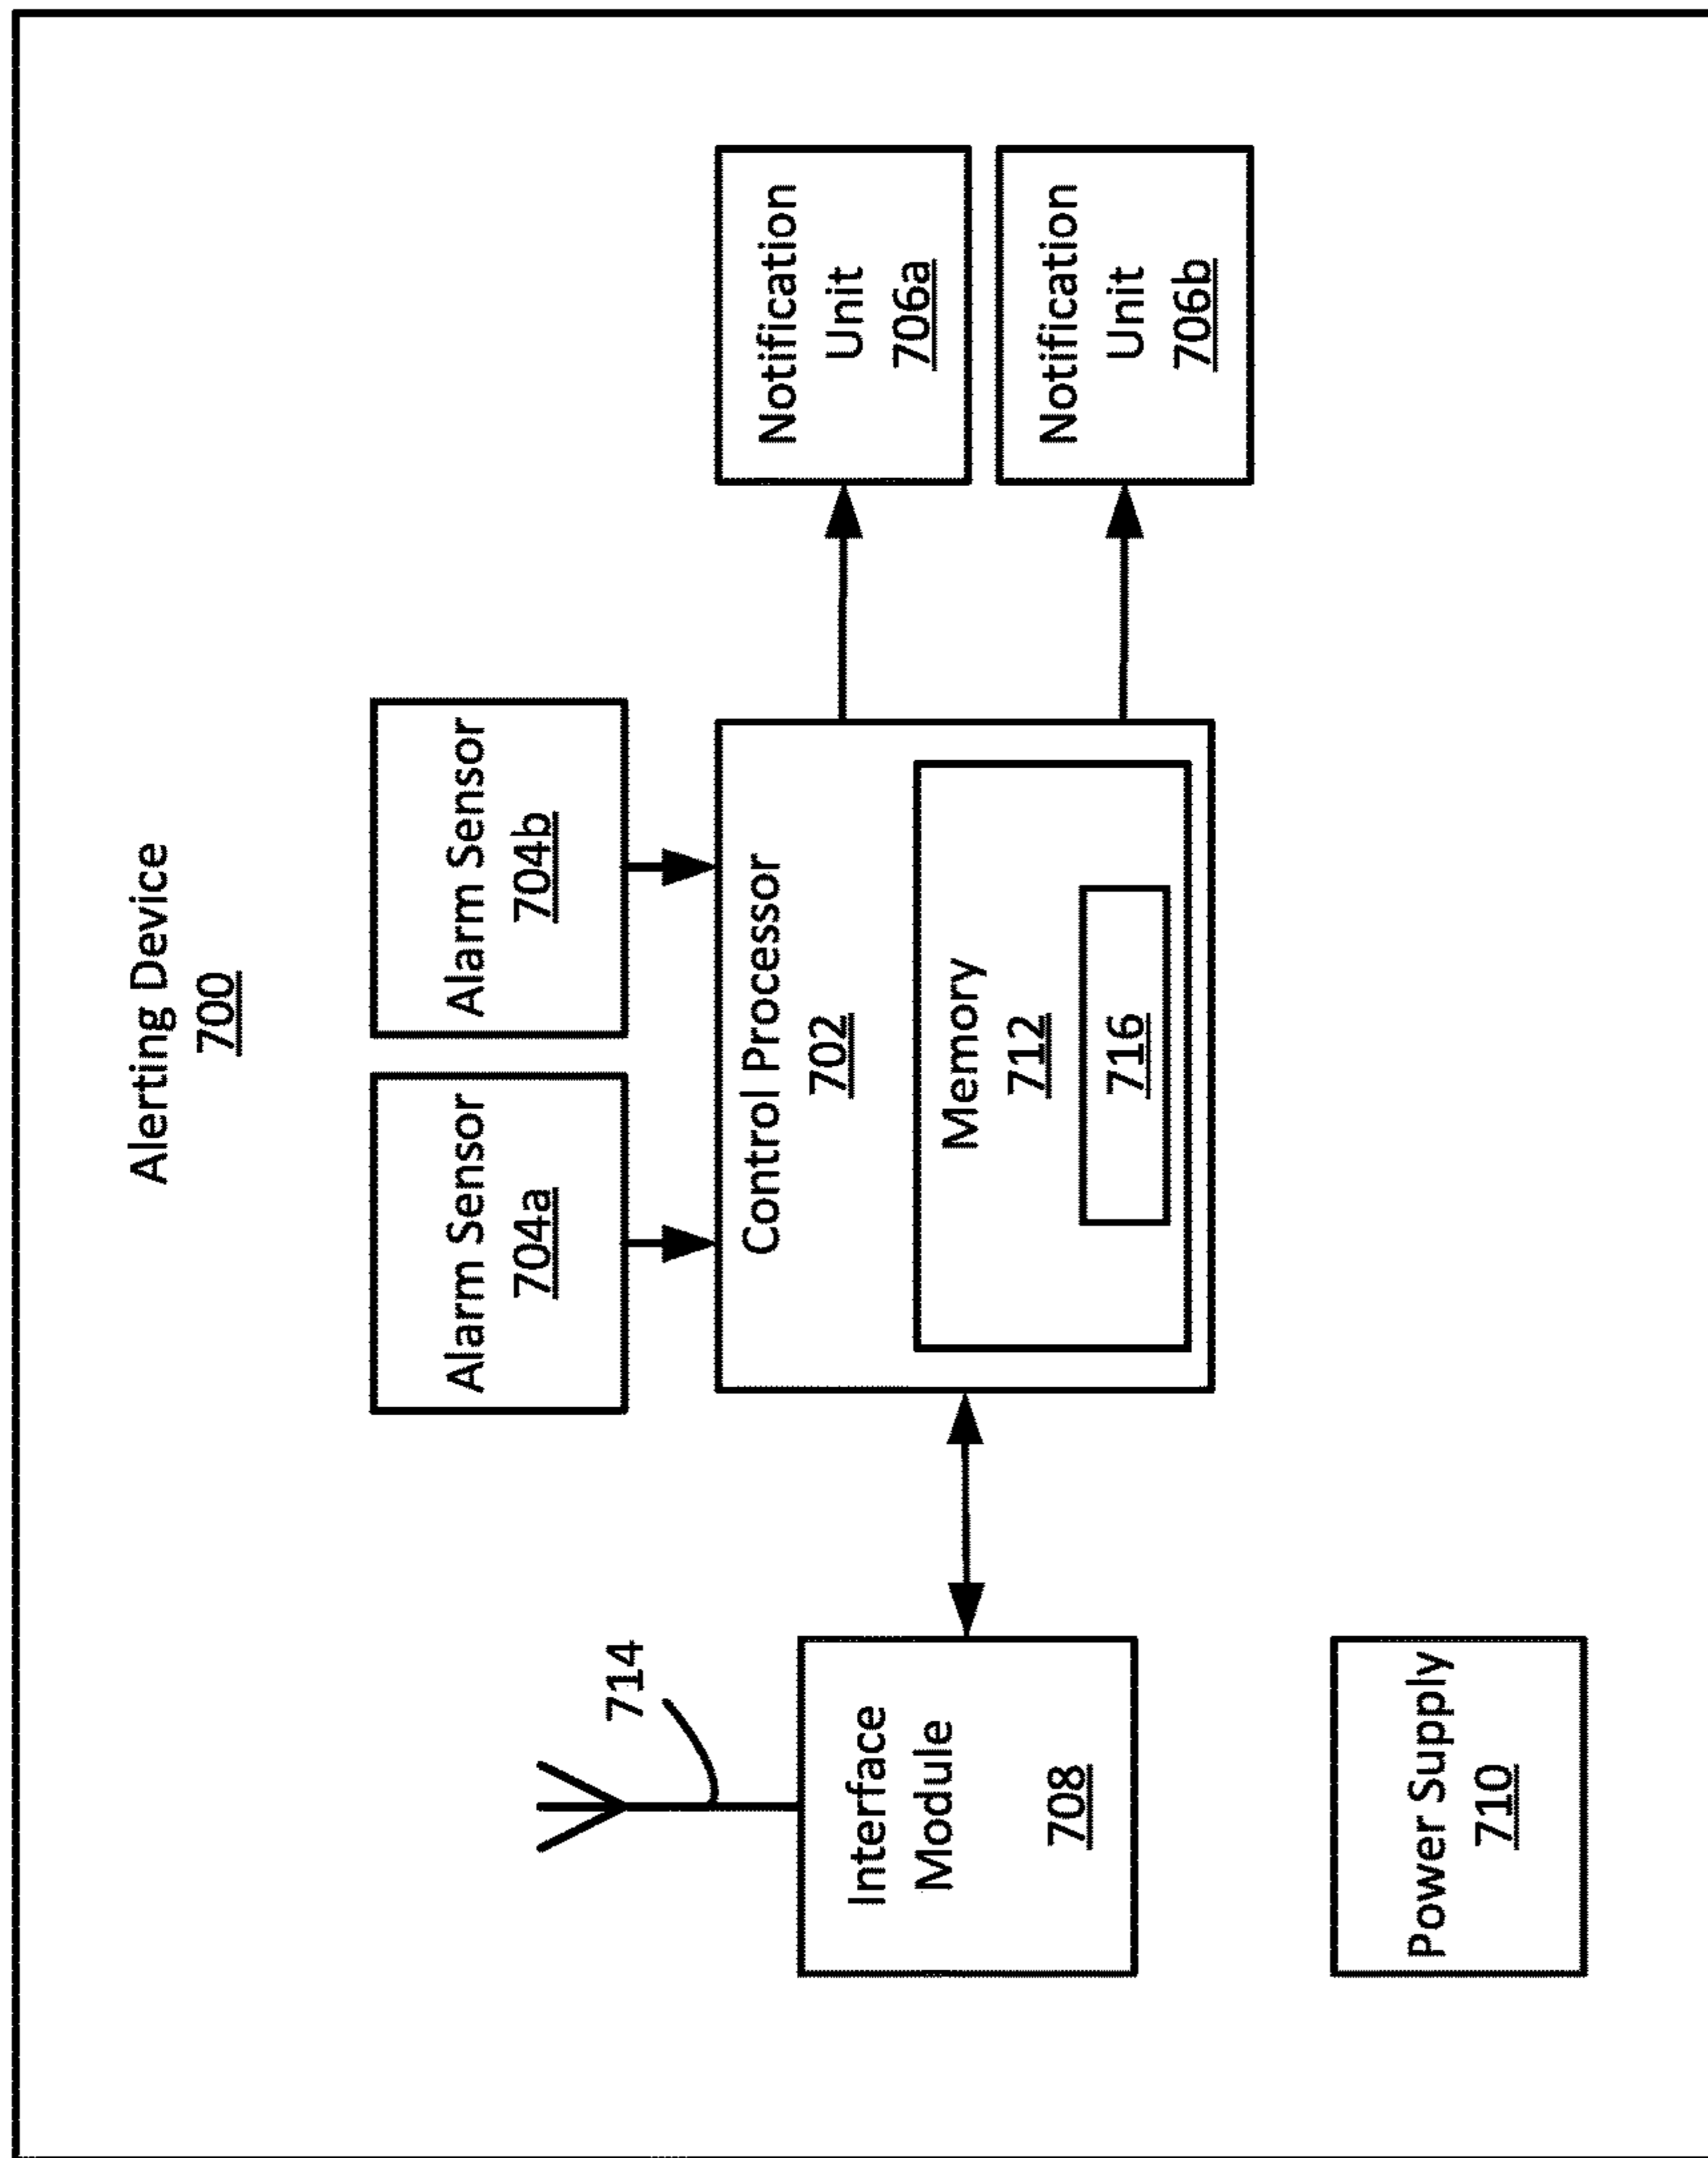 Alerting Device
700
Alarm Sensor
704a
Alarm Sensor
704b
714
Interface
Module
708
Control Processor
702
Memory
712
716
Notification
Unit
706a
Notification
Unit
706b
Power Supply
710